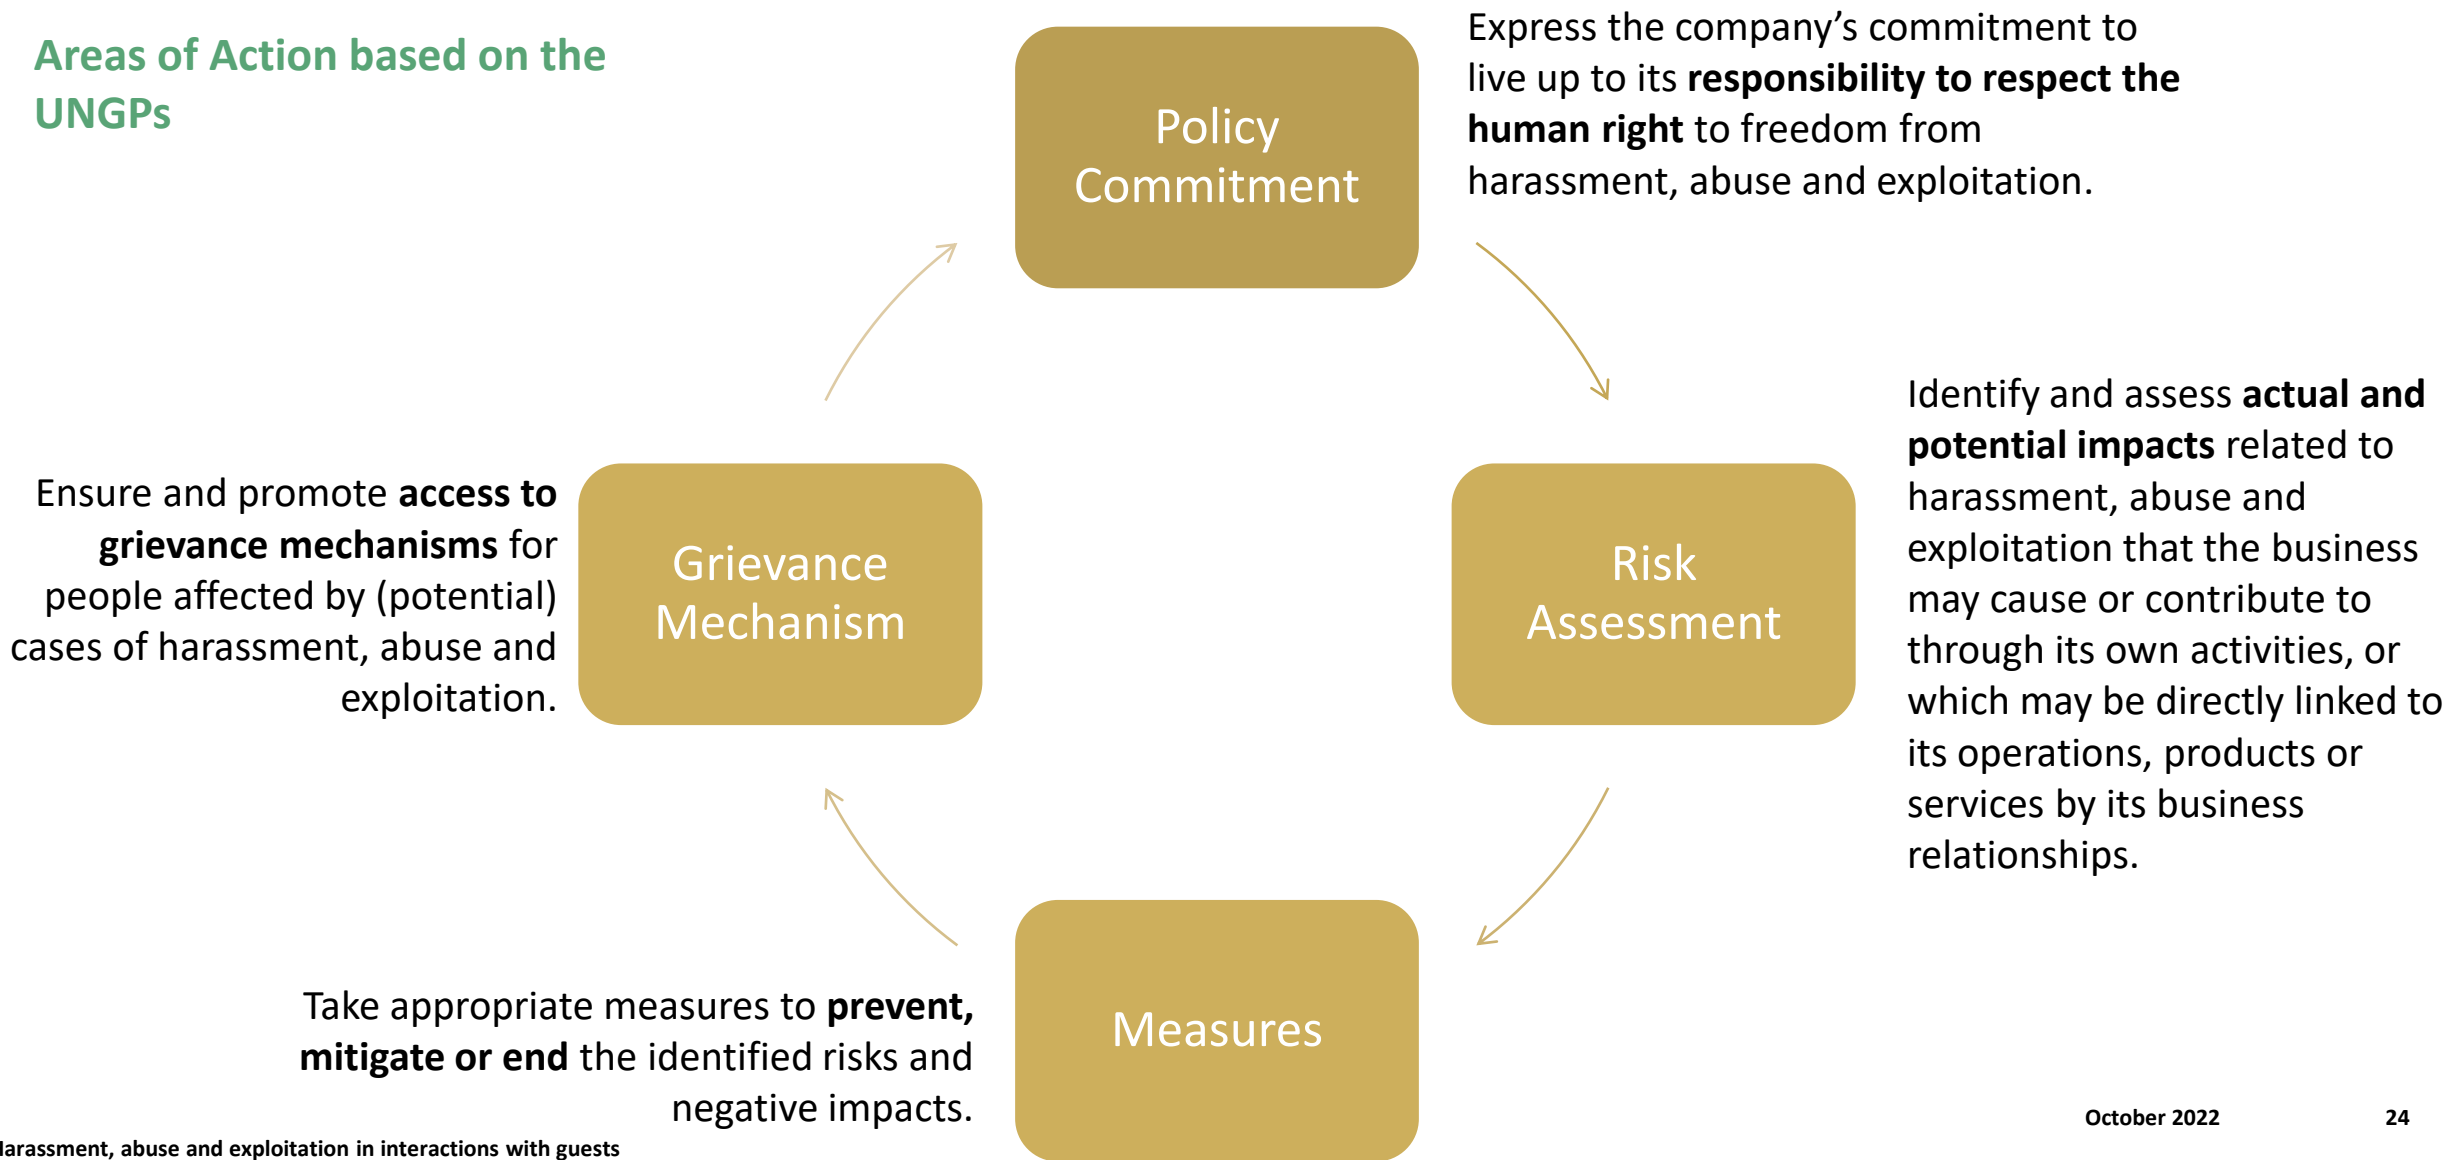 Areas of Action based on the
UNGPs
Policy
Commitment
Express the company’s commitment to
live up to its responsibility to respect the
human right to freedom from
harassment, abuse and exploitation.
Risk
Assessment
Identify and assess actual and
potential impacts related to
harassment, abuse and
exploitation that the business
may cause or contribute to
through its own activities, or
which may be directly linked to
its operations, products or
services by its business
relationships.
Measures
Take appropriate measures to prevent,
mitigate or end the identified risks and
negative impacts.
Grievance
Mechanism
Ensure and promote access to
grievance mechanisms for
people affected by (potential)
cases of harassment, abuse and
exploitation.
Harassment, abuse and exploitation in interactions with guests
October 2022
24